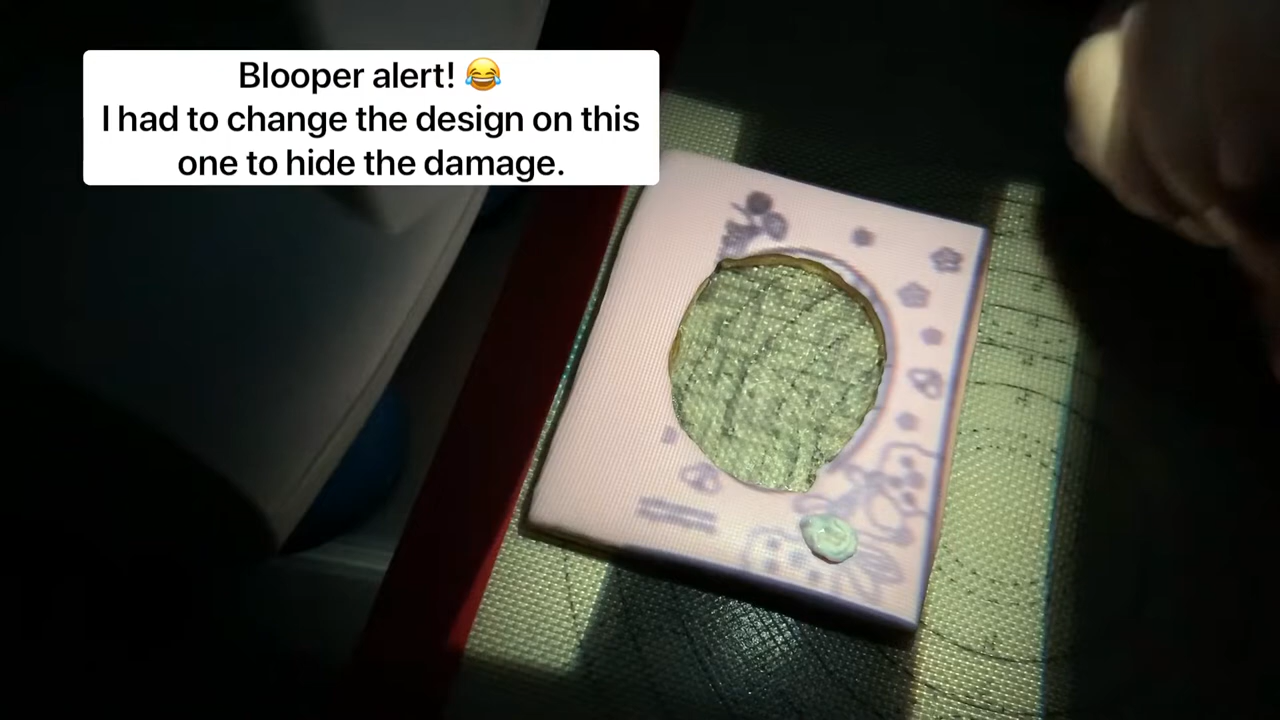 Blooper alert! 😂
I had to change the design on this
one to hide the damage.